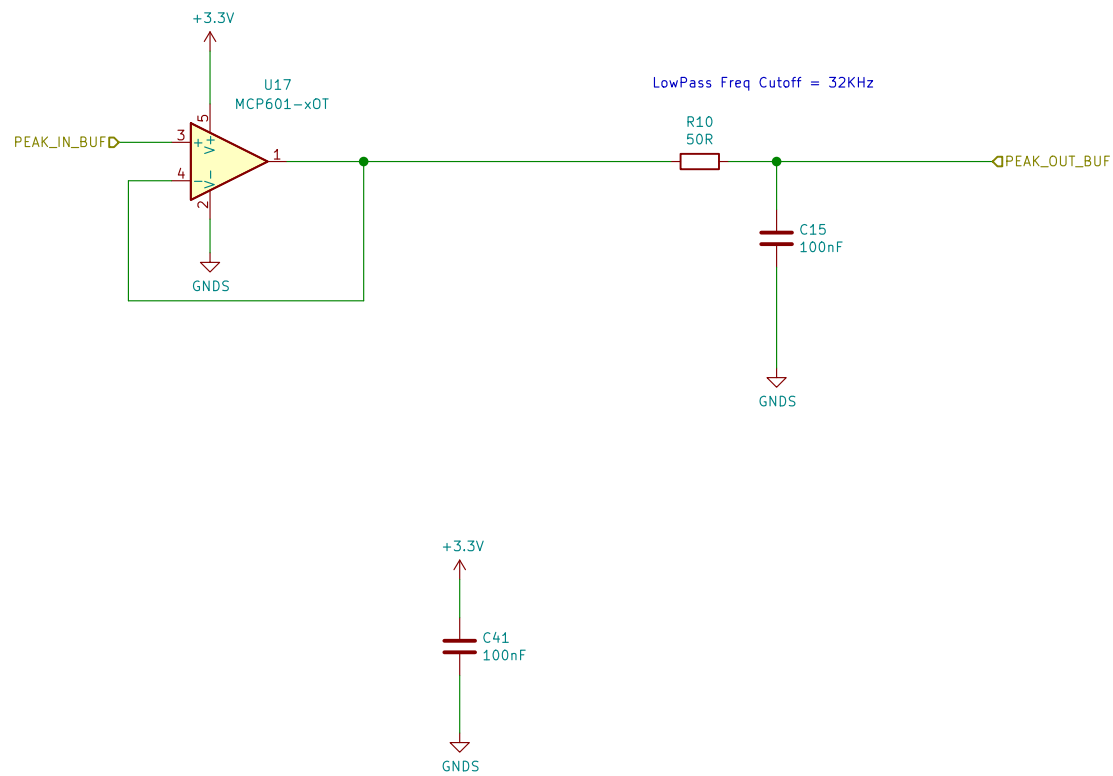 +3.3V
U17
MCP601-xOT
LowPass Freq Cutoff = 32KHz
R10
50R
PEAK_IN_BUF
3
+
5
V+
1
4
-
V-
2
PEAK_OUT_BUF
C15
100nF
GNDS
GNDS
+3.3V
C41
100nF
GNDS